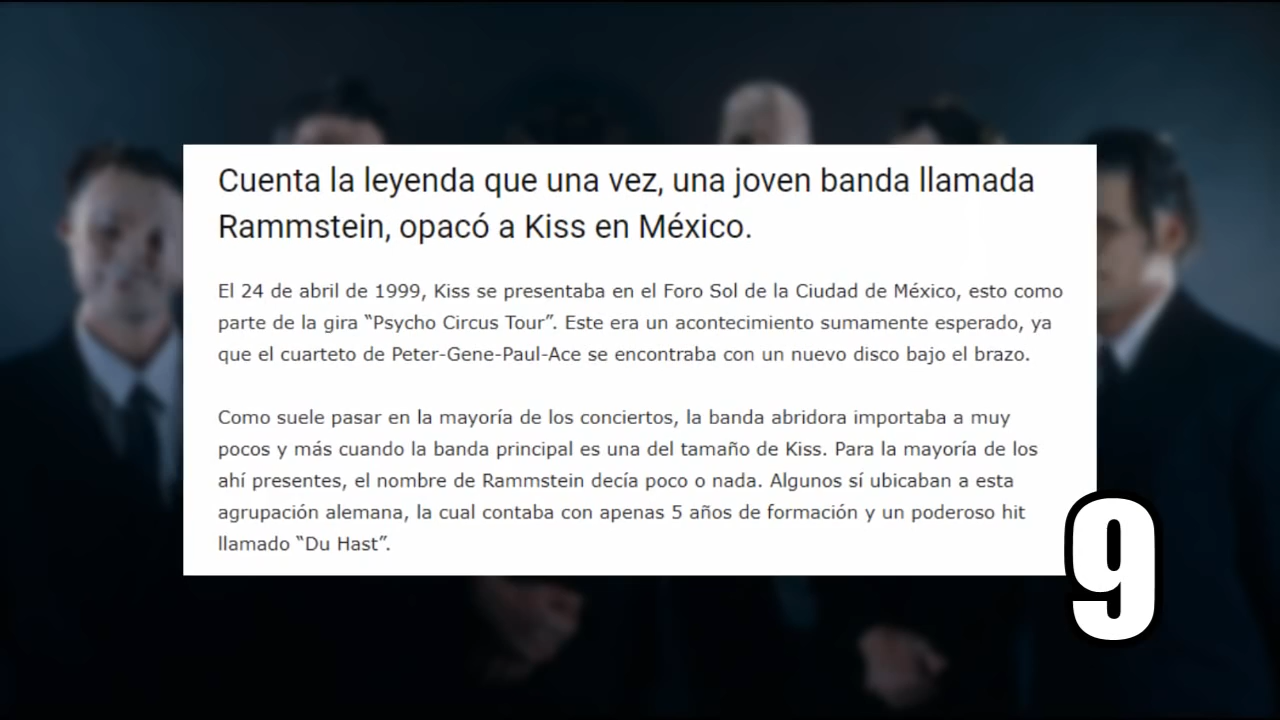 Cuenta la leyenda que una vez, una joven banda llamada
Rammstein, opacó a Kiss en México.
El 24 de abril de 1999, Kiss se presentaba en el Foro Sol de la Ciudad de México, esto como
parte de la gira “Psycho Circus Tour”. Este era un acontecimiento sumamente esperado, ya
que el cuarteto de Peter-Gene-Paul-Ace se encontraba con un nuevo disco bajo el brazo.
Como suele pasar en la mayoría de los conciertos, la banda abridora importaba a muy
pocos y más cuando la banda principal es una del tamaño de Kiss. Para la mayoría de los
ahí presentes, el nombre de Rammstein decía poco o nada. Algunos sí ubicaban a esta
agrupación alemana, la cual contaba con apenas 5 años de formación y un poderoso hit
llamado “Du Hast”.
9